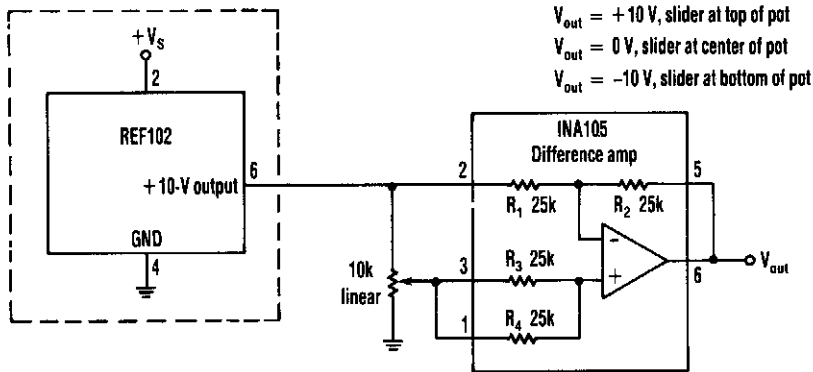 V_out = +10 V, slider at top of pot
V_out = 0 V, slider at center of pot
V_out = –10 V, slider at bottom of pot
+V_S
2
REF102
6
+10-V output
GND
4
INA105
Difference amp
2
5
R_1 25k
R_2 25k
-
10k
linear
3
R_3 25k
+
6
V_out
1
R_4 25k